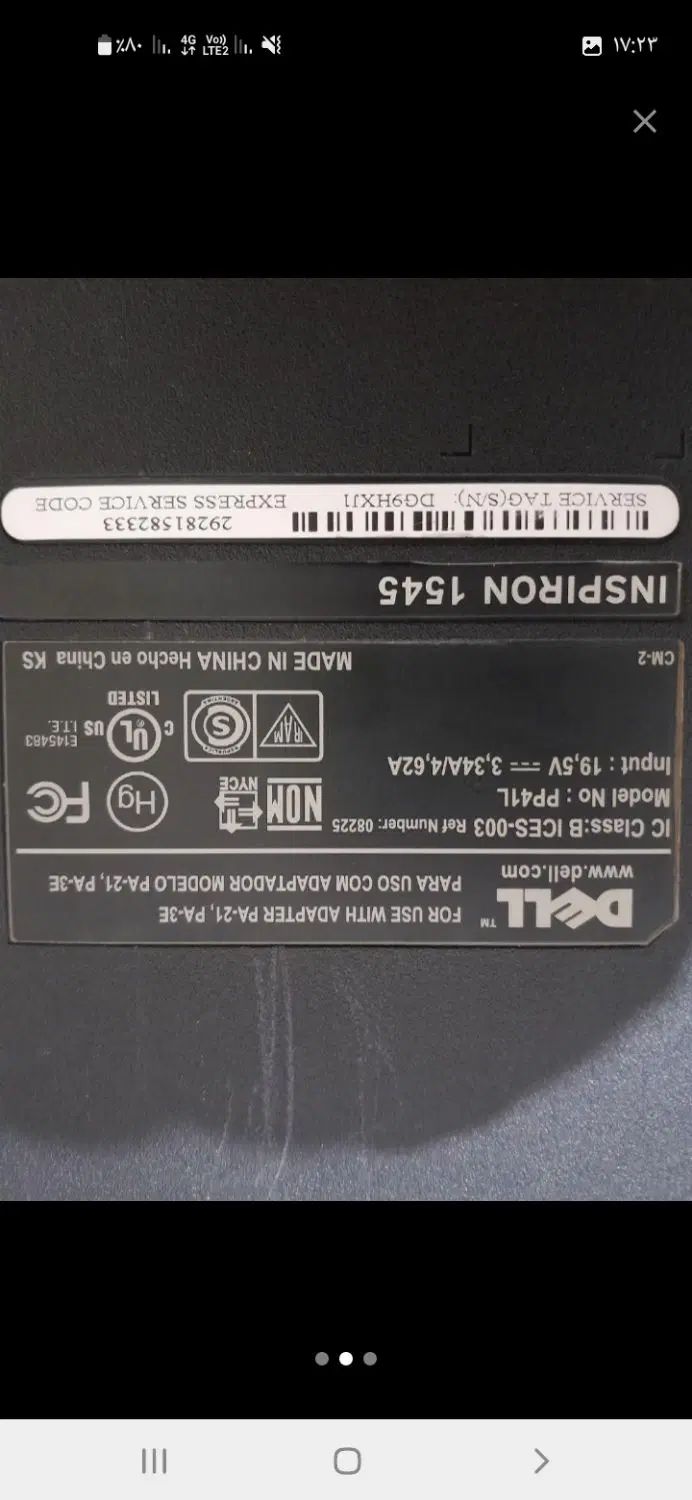 ٪۸۰ 4G Vo)) LTE2 ۱۷:۲۳
DELL™
www.dell.com
FOR USE WITH ADAPTER PA-21, PA-3E
PARA USO COM ADAPTADOR MODELO PA-21, PA-3E
IC Class:B ICES-003 Ref Number: 08225
Model No : PP41L
Input : 19,5V ⎓ 3,34A/4,62A
NOM
NYCE
Hg
FC
IRAM
S
C UL ® US
LISTED
I.T.E.
E145483
CM-2
MADE IN CHINA Hecho en China KS
INSPIRON 1545
29281582333
SERVICE TAG(S/N): DG9HXJ1 EXPRESS SERVICE CODE